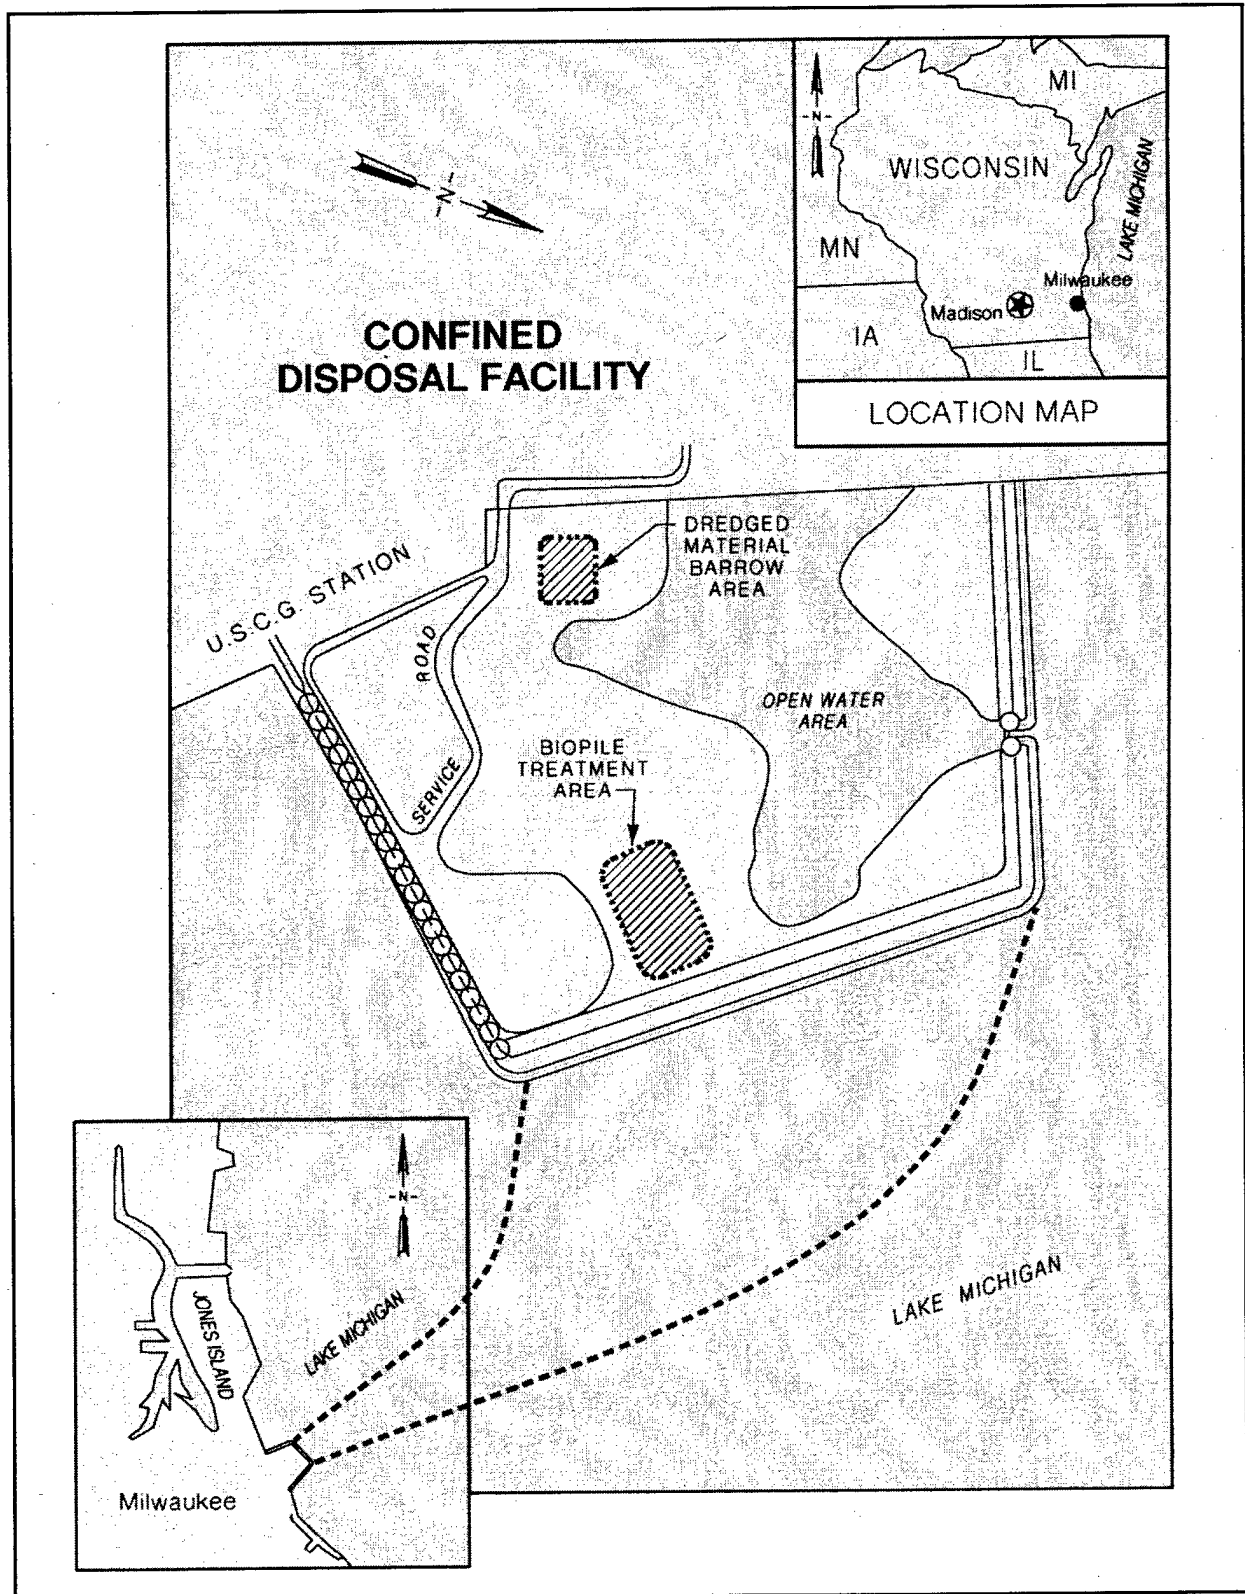 MI
-N-
WISCONSIN
LAKE MICHIGAN
MN
Milwaukee
Madison
IA
IL
LOCATION MAP
-N-
CONFINED
DISPOSAL FACILITY
DREDGED
MATERIAL
BARROW
AREA
U.S.C.G. STATION
SERVICE ROAD
OPEN WATER
AREA
BIOPILE
TREATMENT
AREA
-N-
JONES ISLAND
LAKE MICHIGAN
LAKE MICHIGAN
Milwaukee